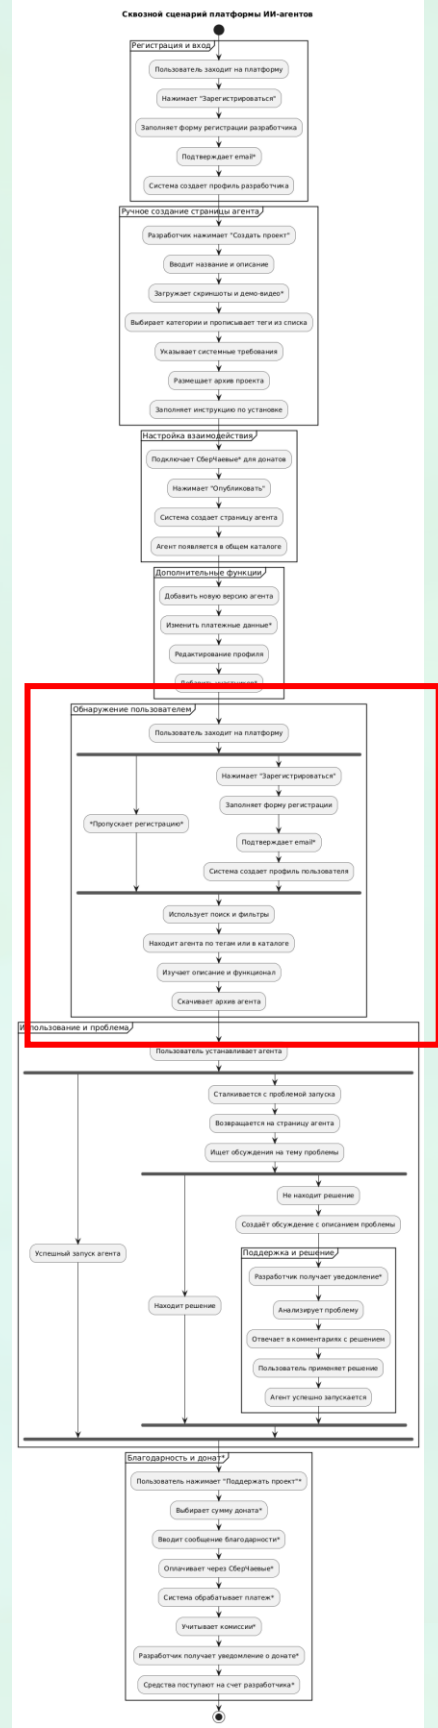 Сквозной сценарий платформы ИИ-агентов
Регистрация и вход
Пользователь заходит на платформу
Нажимает "Зарегистрироваться"
Заполняет форму регистрации разработчика
Подтверждает email*
Система создает профиль разработчика
Ручное создание страницы агента
Разработчик нажимает "Создать проект"
Вводит название и описание
Загружает скриншоты и демо-видео*
Выбирает категории и прописывает теги из списка
Указывает системные требования
Размещает архив проекта
Заполняет инструкцию по установке
Настройка взаимодействия
Подключает СберЧаевые* для донатов
Нажимает "Опубликовать"
Система создает страницу агента
Агент появляется в общем каталоге
Дополнительные функции
Добавить новую версию агента
Изменить платежные данные*
Редактирование профиля
Обнаружение пользователем
Пользователь заходит на платформу
Нажимает "Зарегистрироваться"
Заполняет форму регистрации
*Пропускает регистрацию*
Подтверждает email*
Система создает профиль пользователя
Использует поиск и фильтры
Находит агента по тегам или в каталоге
Изучает описание и функционал
Скачивает архив агента
Использование и проблема
Пользователь устанавливает агента
Сталкивается с проблемой запуска
Возвращается на страницу агента
Ищет обсуждения на тему проблемы
Не находит решение
Создаёт обсуждение с описанием проблемы
Успешный запуск агента
Поддержка и решение
Разработчик получает уведомление*
Находит решение
Анализирует проблему
Отвечает в комментариях с решением
Пользователь применяет решение
Агент успешно запускается
Благодарность и донат*
Пользователь нажимает "Поддержать проект"*
Выбирает сумму доната*
Вводит сообщение благодарности*
Оплачивает через СберЧаевые*
Система обрабатывает платеж*
Учитывает комиссии*
Разработчик получает уведомление о донате*
Средства поступают на счет разработчика*